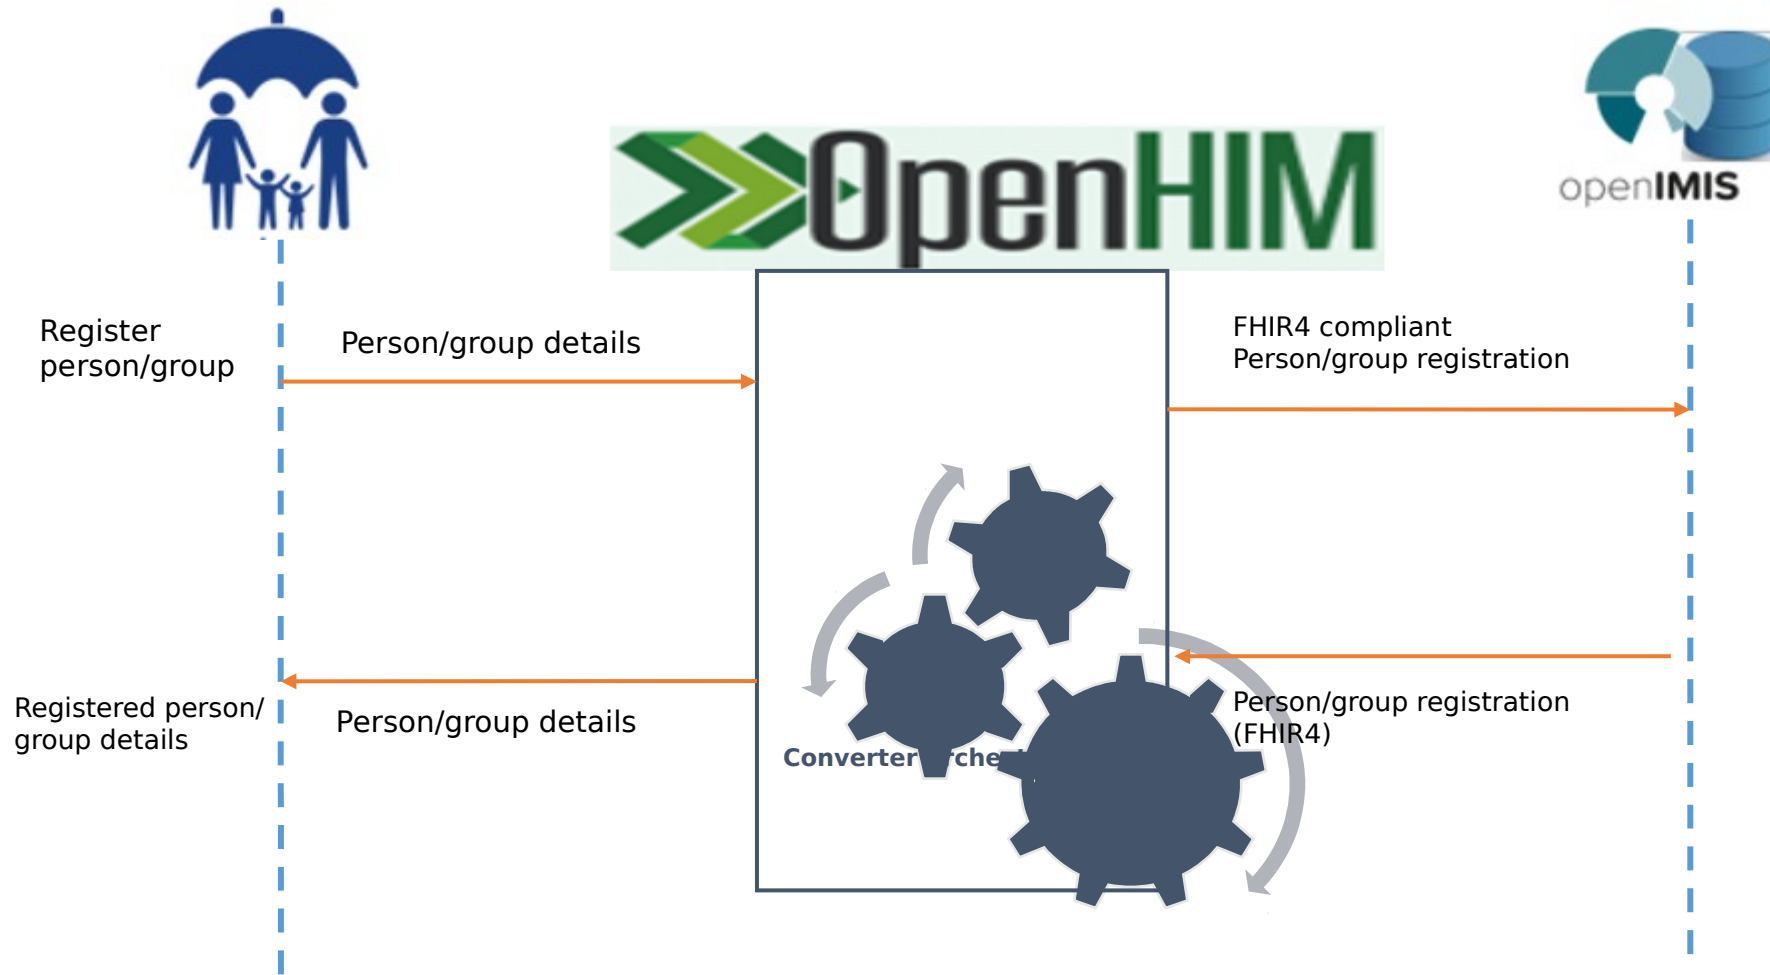 OpenHIM
openIMIS
Register
person/group
Person/group details
FHIR4 compliant
Person/group registration
Registered person/
group details
Person/group details
Person/group registration
(FHIR4)
Converter